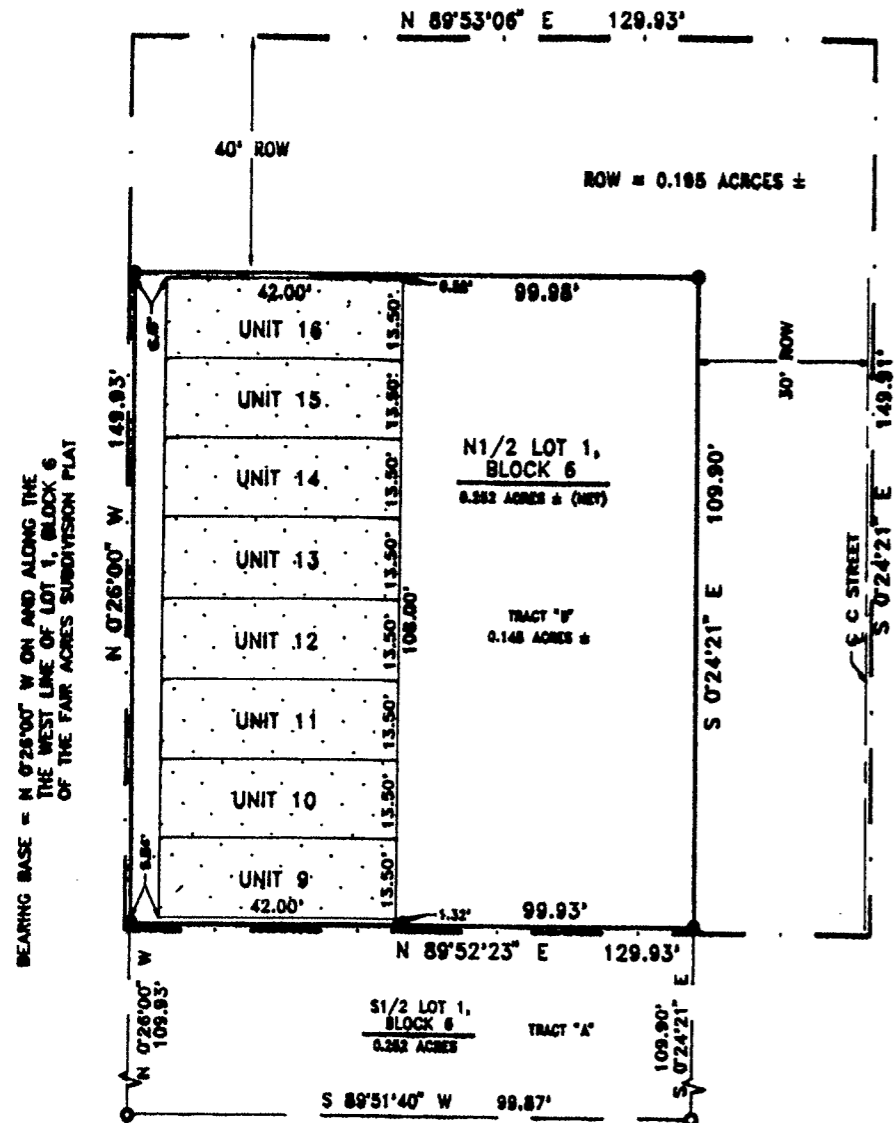 N 89°53'06" E 129.93'
40' ROW
ROW = 0.195 ACRCES ±
42.00'
99.98'
UNIT 16
13.50'
UNIT 15
13.50'
UNIT 14
13.50'
UNIT 13
13.50'
UNIT 12
13.50'
UNIT 11
13.50'
UNIT 10
13.50'
UNIT 9
13.50'
42.00'
108.00'
N 0°26'00" W 149.93'
BEARING BASE = N 0°26'00" W ON AND ALONG THE
THE WEST LINE OF LOT 1, BLOCK 6
OF THE FAIR ACRES SUBDIVISION PLAT
N1/2 LOT 1,
BLOCK 6
0.252 ACRES ± (NET)
TRACT "B"
0.145 ACRES ±
S 0°24'21" E 109.90'
30' ROW
℄ C STREET
S 0°24'21" E 149.91'
1.32'
99.93'
N 89°52'23" E 129.93'
N 0°26'00" W
109.93'
S1/2 LOT 1,
BLOCK 6
0.252 ACRES
TRACT "A"
109.90'
S 0°24'21" E
S 89°51'40" W 99.87'